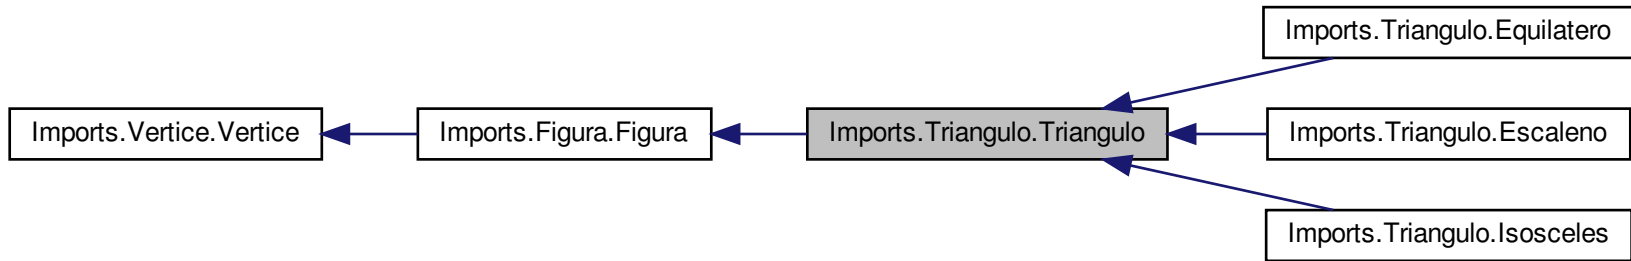 Imports.Vertice.Vertice
Imports.Figura.Figura
Imports.Triangulo.Triangulo
Imports.Triangulo.Equilatero
Imports.Triangulo.Escaleno
Imports.Triangulo.Isosceles